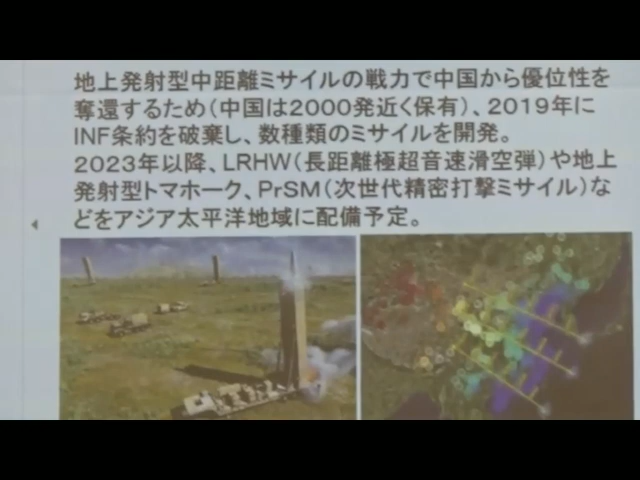 地上発射型中距離ミサイルの戦力で中国から優位性を
奪還するため(中国は2000発近く保有)、2019年に
INF条約を破棄し、数種類のミサイルを開発。
2023年以降、LRHW(長距離極超音速滑空弾)や地上
発射型トマホーク、PrSM(次世代精密打撃ミサイル)な
どをアジア太平洋地域に配備予定。